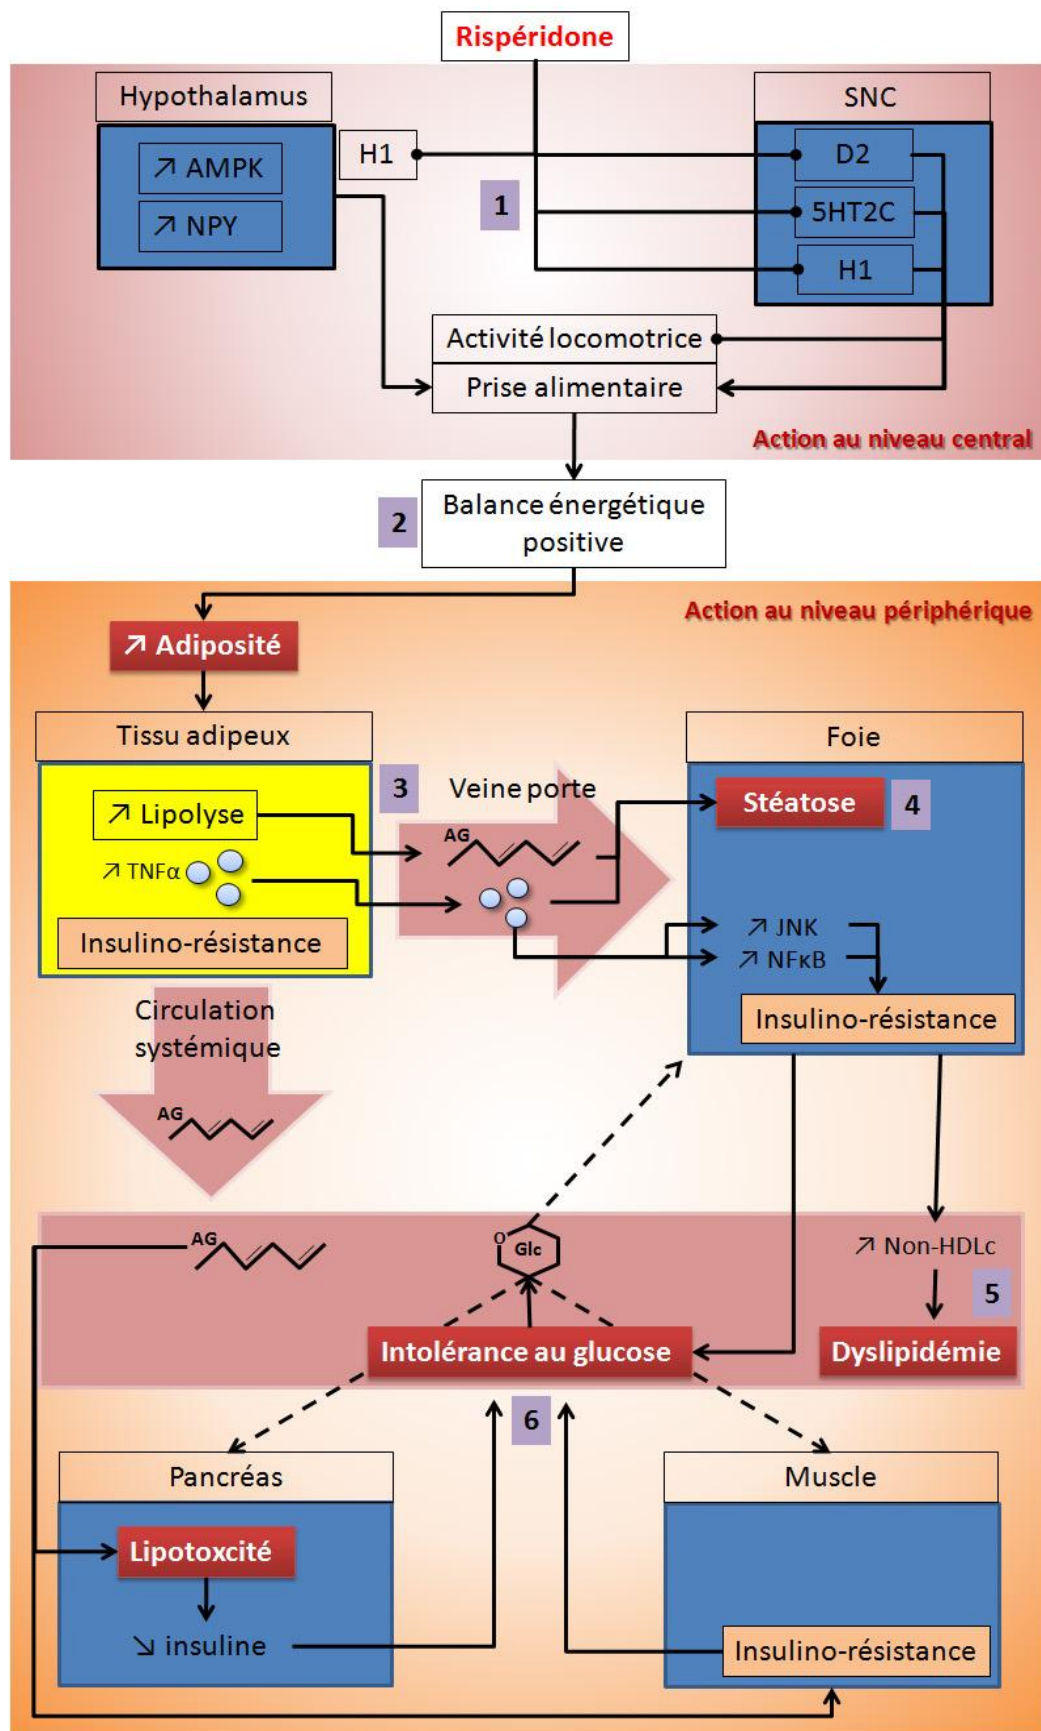 Rispéridone
Hypothalamus
SNC
↗ AMPK
H1
D2
↗ NPY
1
5HT2C
H1
Activité locomotrice
Prise alimentaire
Action au niveau central
2
Balance énergétique
positive
Action au niveau périphérique
↗ Adiposité
Tissu adipeux
Foie
3
Veine porte
↗ Lipolyse
AG
Stéatose
4
↗ TNFα
Insulino-résistance
↗ JNK
↗ NFκB
Insulino-résistance
Circulation
systémique
AG
AG
O
Glc
↗ Non-HDLc
5
Intolérance au glucose
Dyslipidémie
6
Pancréas
Muscle
Lipotoxcité
↘ insuline
Insulino-résistance